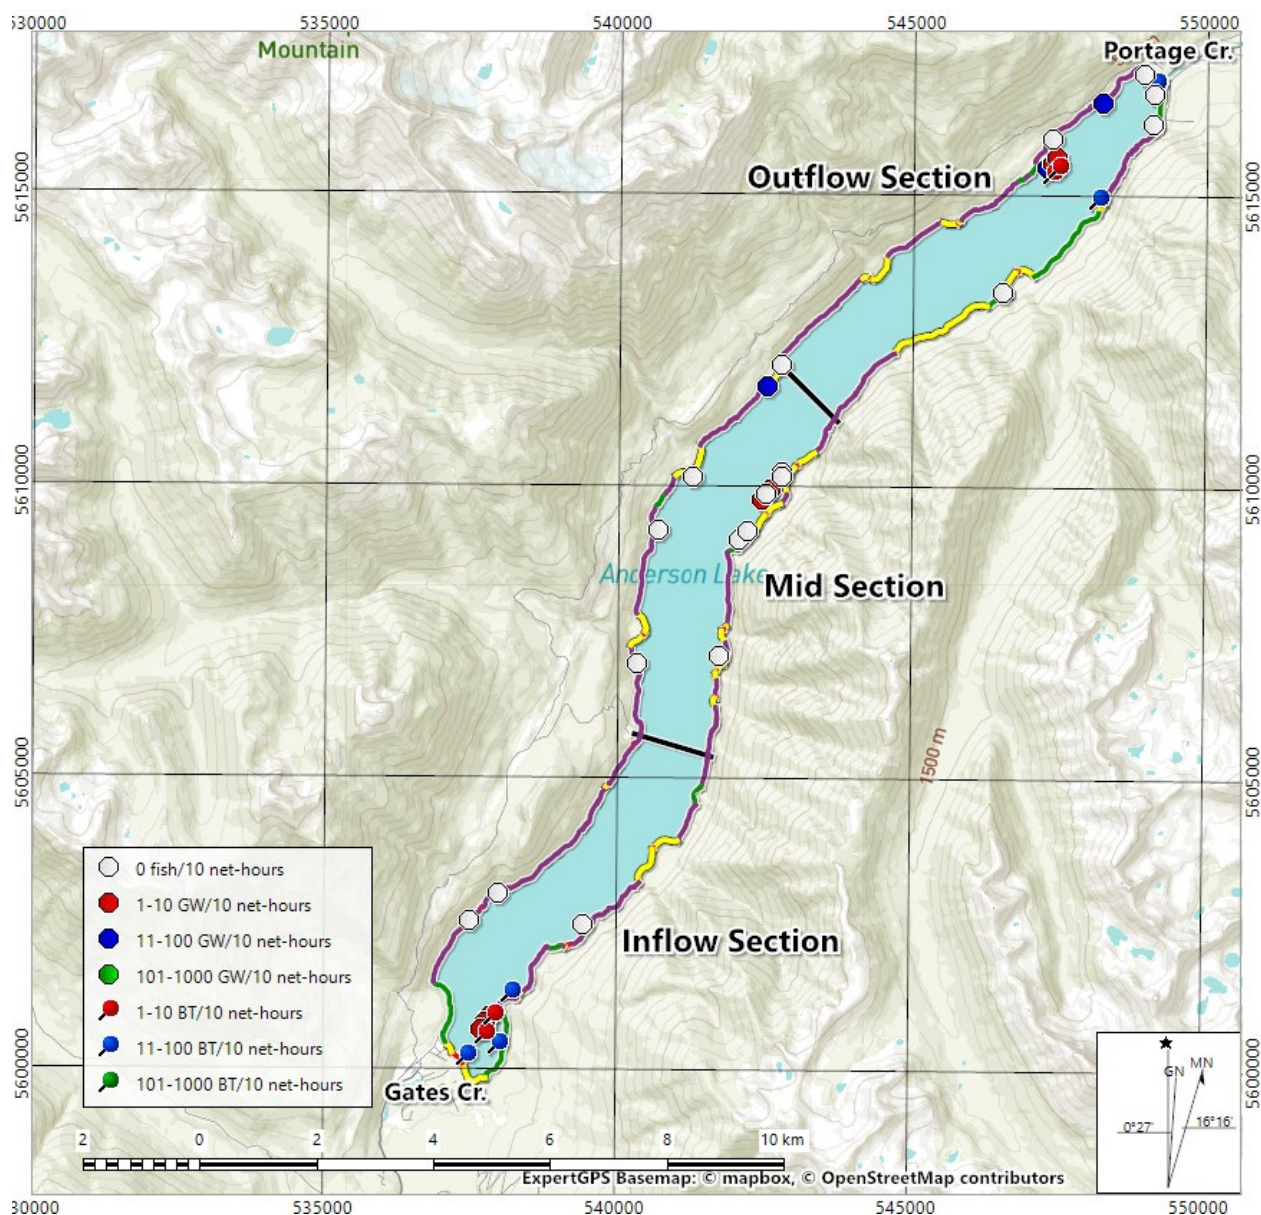 530000 535000 540000 545000 550000
Mountain
Portage Cr.
Outflow Section
5615000 5615000
5610000 5610000
Anderson Lake
Mid Section
1500 m
5605000 5605000
0 fish/10 net-hours
1-10 GW/10 net-hours
11-100 GW/10 net-hours
101-1000 GW/10 net-hours
1-10 BT/10 net-hours
11-100 BT/10 net-hours
101-1000 BT/10 net-hours
Inflow Section
5600000 5600000
Gates Cr.
GN MN
0°27' 16°16'
2 0 2 4 6 8 10 km
ExpertGPS Basemap: © mapbox, © OpenStreetMap contributors
30000 535000 540000 545000 550000